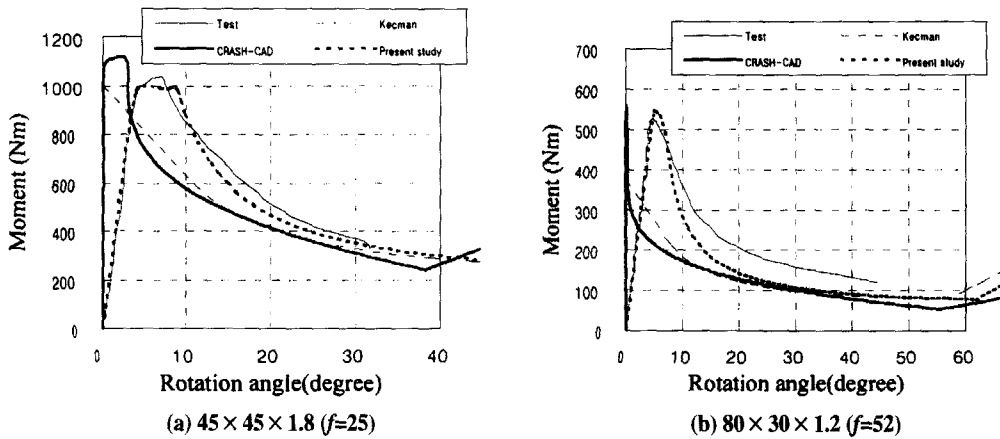 Test
Kecman
CRASH-CAD
Present study
1200
1000
800
600
400
200
0
Moment (Nm)
0
10
20
30
40
Rotation angle(degree)
(a) 45 × 45 × 1.8 (f=25)
Test
Kecman
CRASH-CAD
Present study
700
600
500
400
300
200
100
0
Moment (Nm)
0
10
20
30
40
50
60
Rotation angle(degree)
(b) 80 × 30 × 1.2 (f=52)